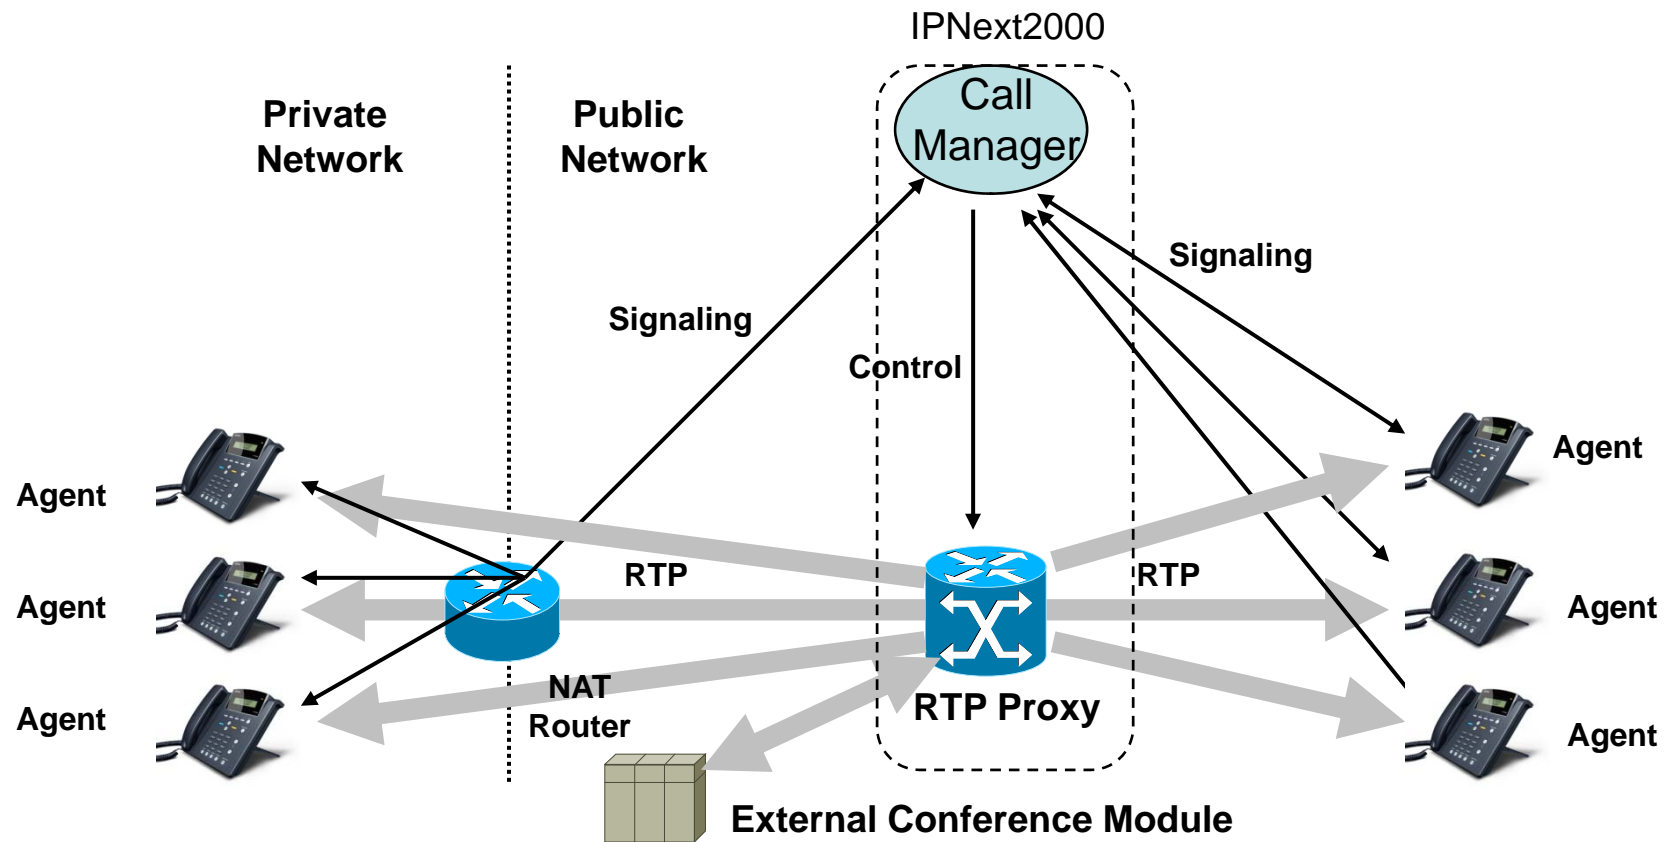 IPNext2000
Call
Manager
Private
Network
Public
Network
Signaling
Signaling
Control
Agent
Agent
RTP
RTP
Agent
Agent
NAT
Router
RTP Proxy
Agent
Agent
External Conference Module